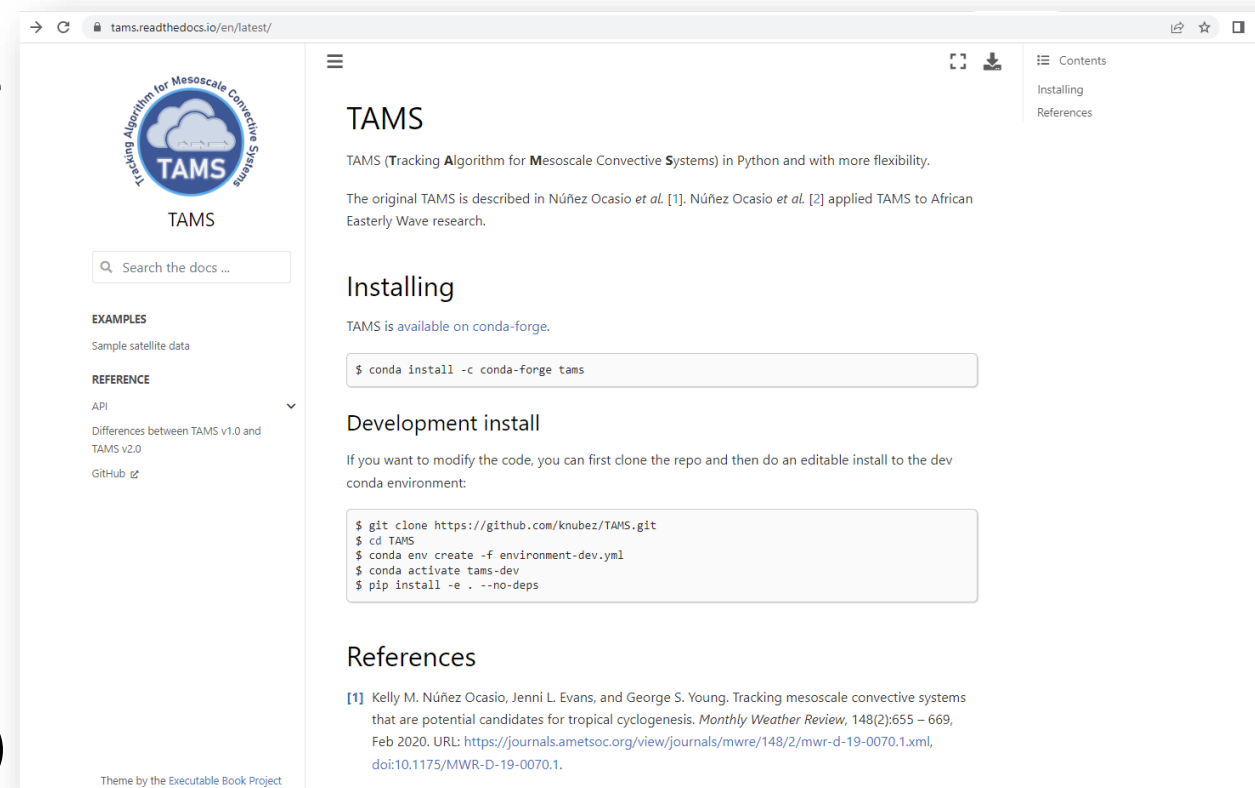 tams.readthedocs.io/en/latest/
Tracking Algorithm for Mesoscale Convective Systems
TAMS
TAMS
Search the docs ...
EXAMPLES
Sample satellite data
REFERENCE
API
Differences between TAMS v1.0 and
TAMS v2.0
GitHub
Theme by the Executable Book Project
TAMS
TAMS (Tracking Algorithm for Mesoscale Convective Systems) in Python and with more flexibility.
The original TAMS is described in Núñez Ocasio et al. [1]. Núñez Ocasio et al. [2] applied TAMS to African
Easterly Wave research.
Installing
TAMS is available on conda-forge.
$ conda install -c conda-forge tams
Development install
If you want to modify the code, you can first clone the repo and then do an editable install to the dev
conda environment:
$ git clone https://github.com/knubez/TAMS.git
$ cd TAMS
$ conda env create -f environment-dev.yml
$ conda activate tams-dev
$ pip install -e . --no-deps
References
[1] Kelly M. Núñez Ocasio, Jenni L. Evans, and George S. Young. Tracking mesoscale convective systems
that are potential candidates for tropical cyclogenesis. Monthly Weather Review, 148(2):655 – 669,
Feb 2020. URL: https://journals.ametsoc.org/view/journals/mwre/148/2/mwr-d-19-0070.1.xml,
doi:10.1175/MWR-D-19-0070.1.
Contents
Installing
References